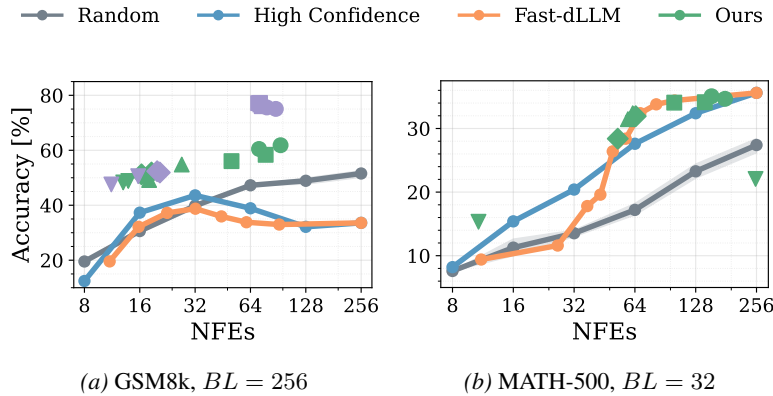 Random High Confidence Fast-dLLM Ours
Accuracy [%]
80
60
40
20
8 16 32 64 128 256
NFEs
30
20
10
8 16 32 64 128 256
NFEs
(a) GSM8k, BL = 256
(b) MATH-500, BL = 32